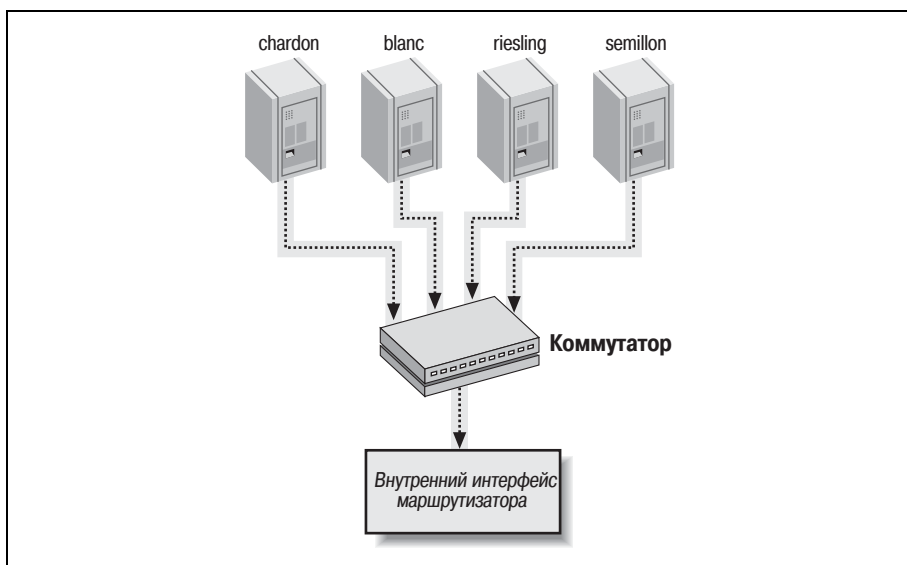 chardon
blanc
riesling
semillon
Коммутатор
Внутренний интерфейс
маршрутизатора